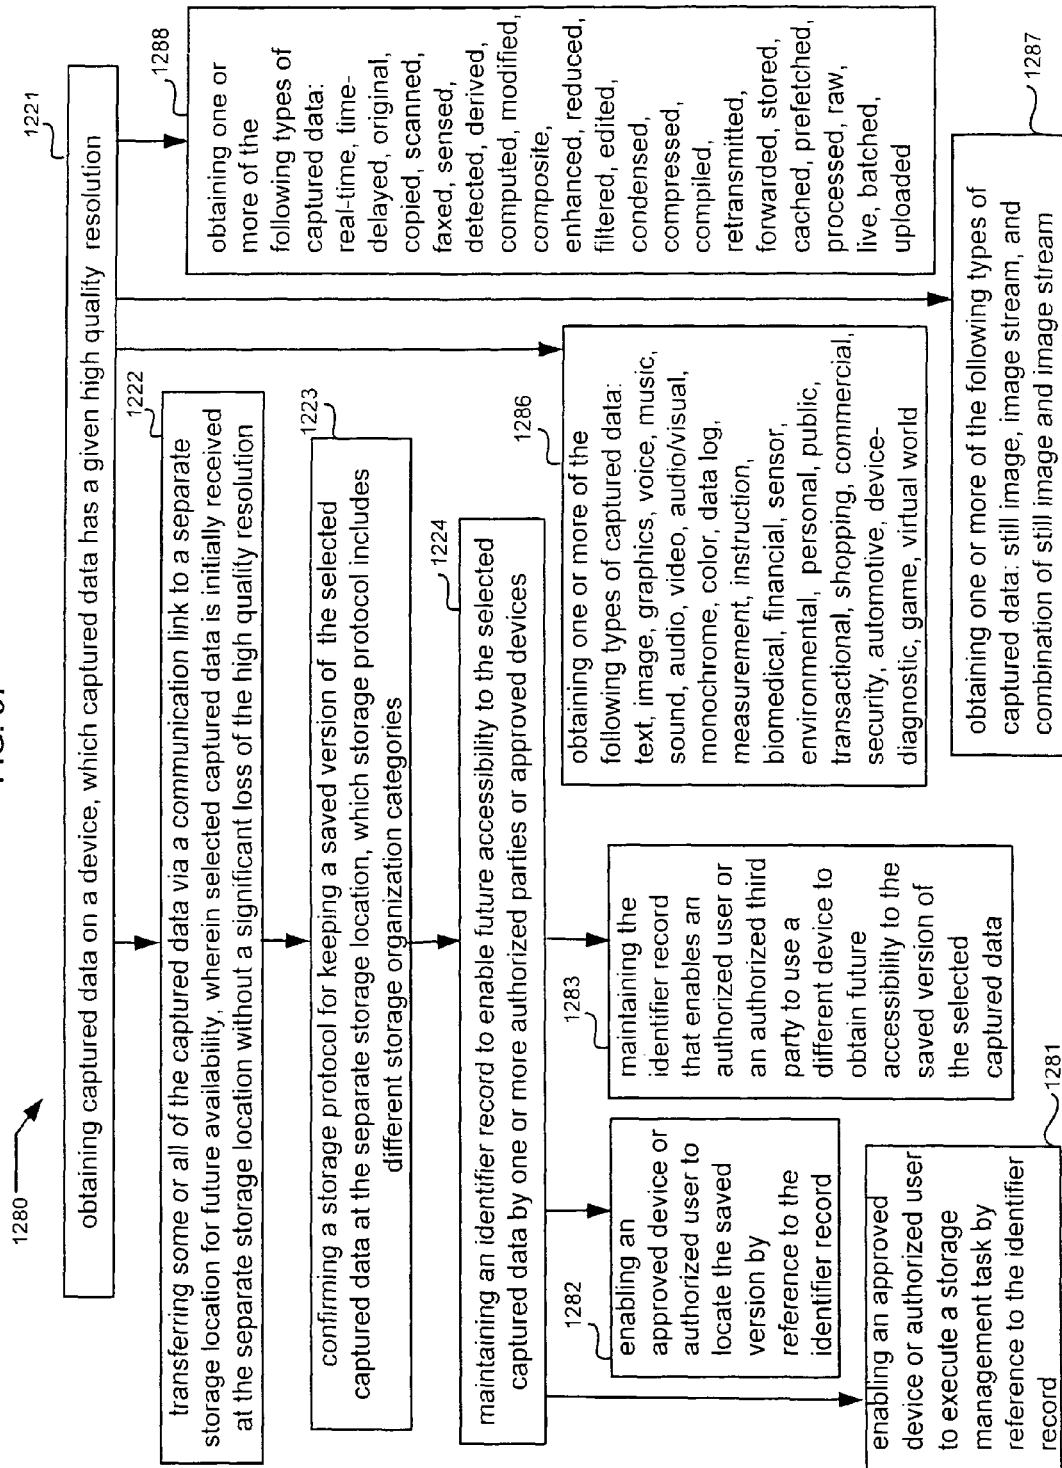 1280
1221
obtaining captured data on a device, which captured data has a given high quality resolution
1222
transferring some or all of the captured data via a communication link to a separate
storage location for future availability, wherein selected captured data is initially received
at the separate storage location without a significant loss of the high quality resolution
1223
confirming a storage protocol for keeping a saved version of the selected
captured data at the separate storage location, which storage protocol includes
different storage organization categories
1224
maintaining an identifier record to enable future accessibility to the selected
captured data by one or more authorized parties or approved devices
1288
obtaining one or
more of the
following types of
captured data:
real-time, time-
delayed, original,
copied, scanned,
faxed, sensed,
detected, derived,
computed, modified,
composite,
enhanced, reduced,
filtered, edited,
condensed,
compressed,
compiled,
retransmitted,
forwarded, stored,
cached, prefetched,
processed, raw,
live, batched,
uploaded
1286
obtaining one or more of the
following types of captured data:
text, image, graphics, voice, music,
sound, audio, video, audio/visual,
monochrome, color, data log,
measurement, instruction,
biomedical, financial, sensor,
environmental, personal, public,
transactional, shopping, commercial,
security, automotive, device-
diagnostic, game, virtual world
1287
obtaining one or more of the following types of
captured data: still image, image stream, and
combination of still image and image stream
1283
maintaining the
identifier record
that enables an
authorized user or
an authorized third
party to use a
different device to
obtain future
accessibility to the
saved version of
the selected
captured data
1282
enabling an
approved device or
authorized user to
locate the saved
version by
reference to the
identifier record
1281
enabling an approved
device or authorized user
to execute a storage
management task by
reference to the identifier
record